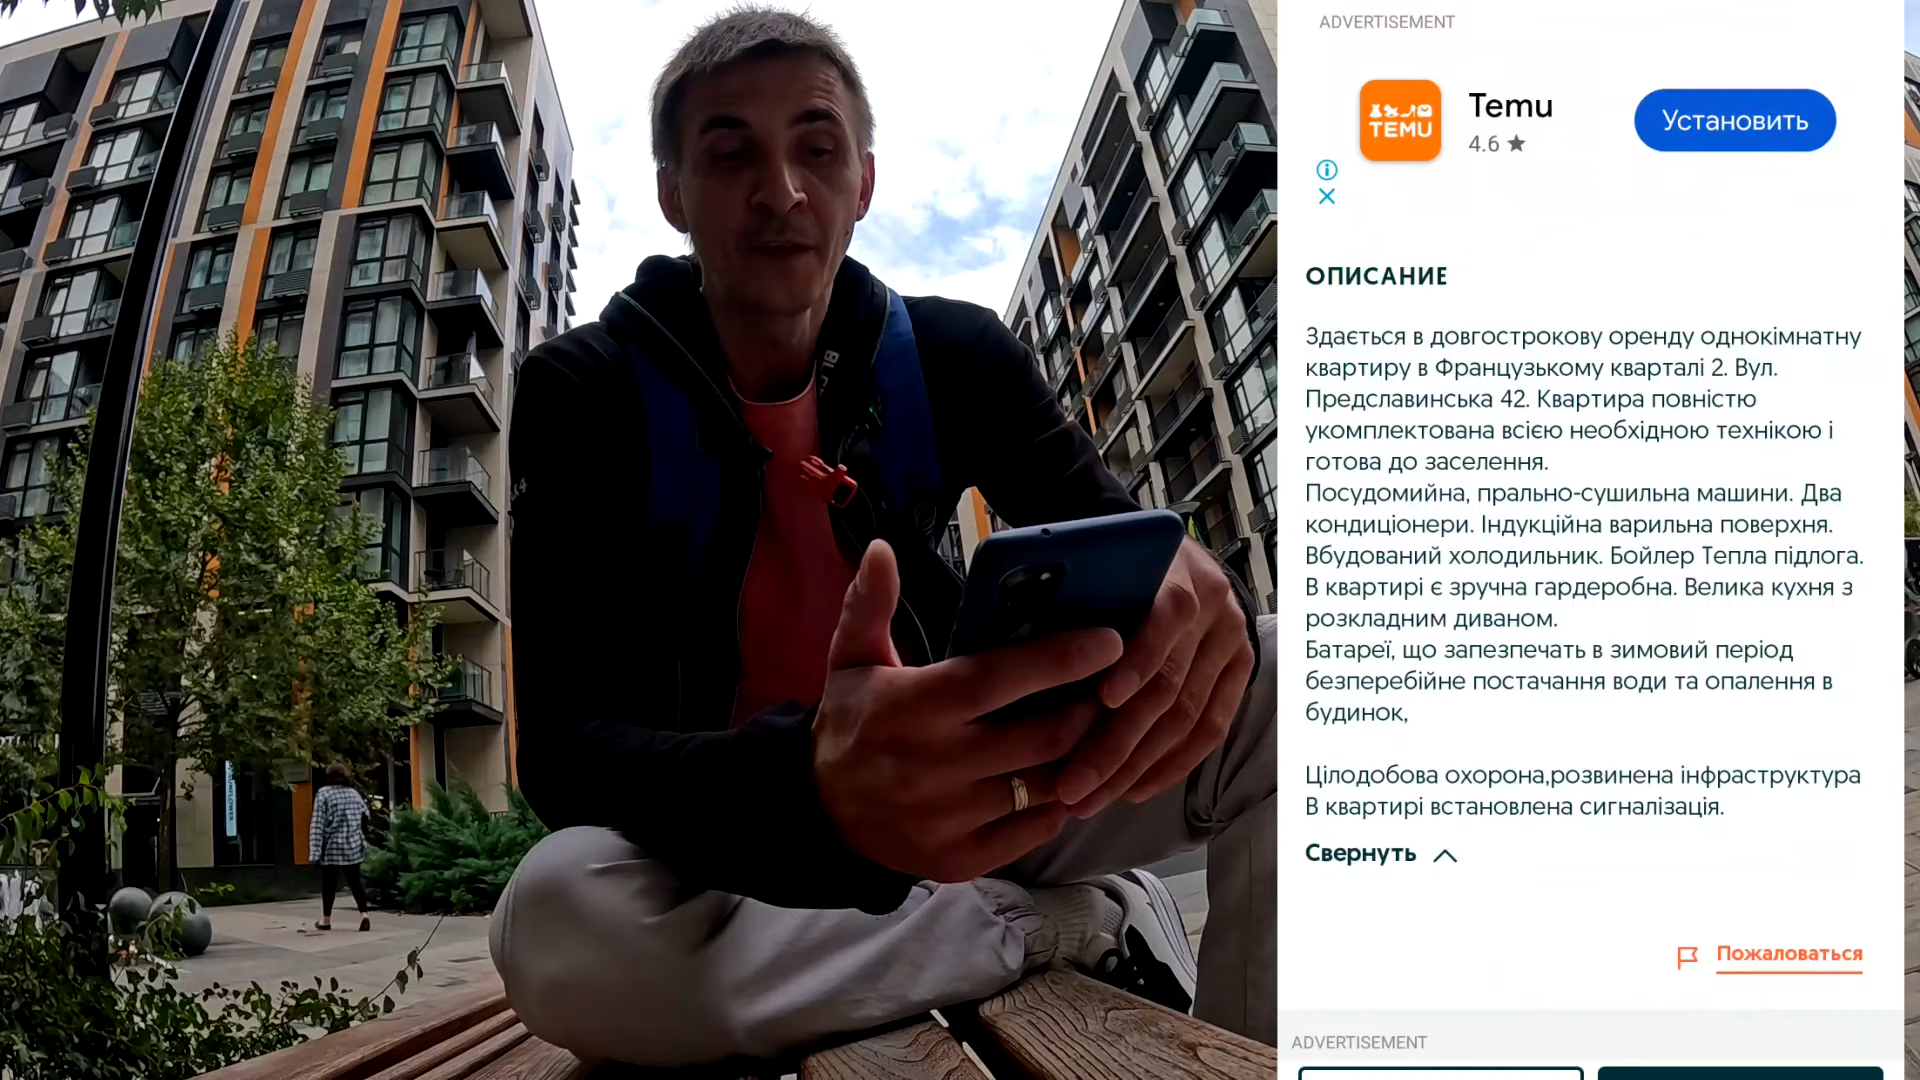 ADVERTISEMENT
TEMU
Temu
4.6 ★
Установить
ОПИСАНИЕ
Здається в довгострокову оренду однокімнатну
квартиру в Французькому кварталі 2. Вул.
Предславинська 42. Квартира повністю
укомплектована всією необхідною технікою і
готова до заселення.
Посудомийна, прально-сушильна машини. Два
кондиціонери. Індукційна варильна поверхня.
Вбудований холодильник. Бойлер Тепла підлога.
В квартирі є зручна гардеробна. Велика кухня з
розкладним диваном.
Батареї, що запезпечать в зимовий період
безперебійне постачання води та опалення в
будинок,
Цілодобова охорона,розвинена інфраструктура
В квартирі встановлена сигналізація.
Свернуть
Пожаловаться
ADVERTISEMENT